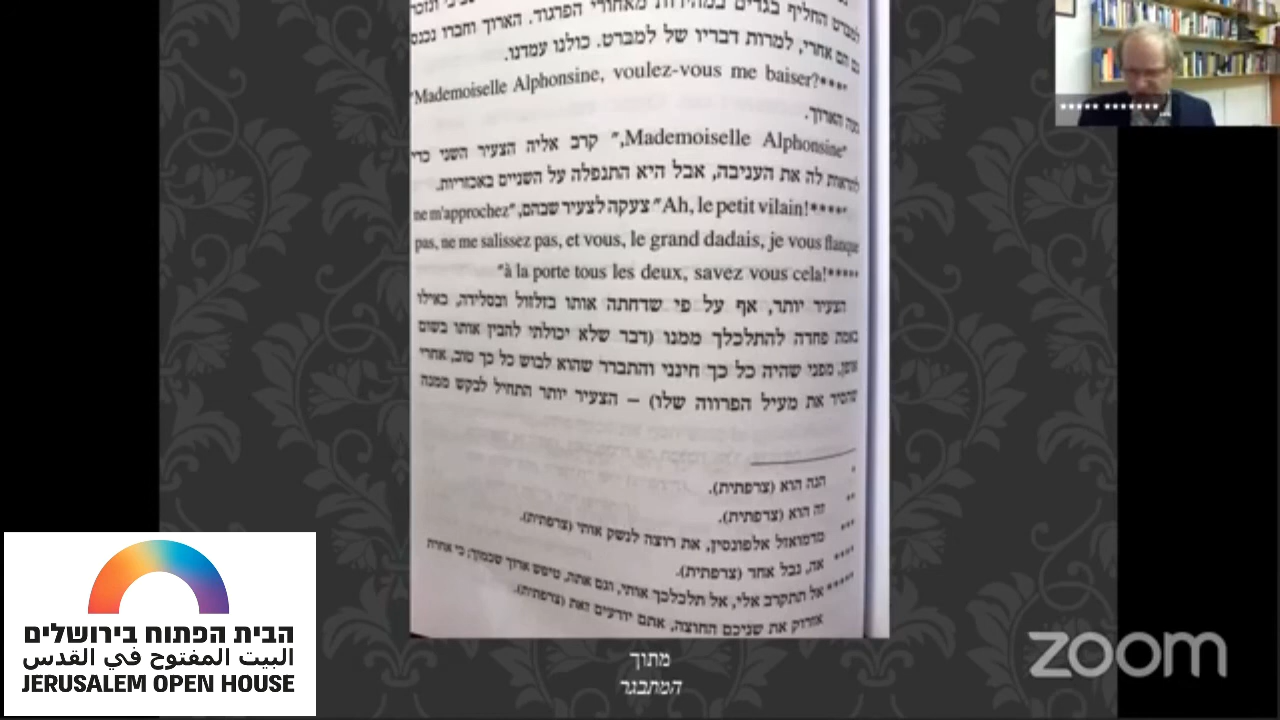 למברט החליף בגדים במהירות מאחורי הפרגוד. הארוך וחברו נכנסו
גם הם אחרי, למרות דבריו של למברט. כולנו עמדנו.
"Mademoiselle Alphonsine, voulez-vous me baiser?***"
געה הארוך.
"Mademoiselle Alphonsine," קרב אליה הצעיר השני כדי
להראות לה את העניבה, אבל היא התנפלה על השניים באכזריות.
"Ah, le petit vilain!****" צעקה לצעיר שבהם, "ne m'approchez
pas, ne me salissez pas, et vous, le grand dadais, je vous flanque
à la porte tous les deux, savez vous cela!*****"
הצעיר יותר, אף על פי שדחתה אותו בזלזול ובסלידה, כאילו
באמת פחדה להתלכלך ממנו (דבר שלא יכולתי להבין אותו בשום
אופן, מפני שהיה כל כך חינני והתברר שהוא לבוש כל כך טוב, אחרי
שהסיר את מעיל הפרווה שלו) – הצעיר יותר התחיל לבקש ממנה
* הנה הוא (צרפתית).
** זה הוא (צרפתית).
*** מדמואזל אלפונסין, את רוצה לנשק אותי (צרפתית).
**** אה, נבל אחד (צרפתית).
***** אל תתקרב אלי, אל תלכלכך אותי, וגם אתה, טיפש ארוך שכמוך; כי אחרת
אזרוק את שניכם החוצה, אתם יודעים זאת (צרפתית).
מתוך
המתבגר
הבית הפתוח בירושלים
البيت المفتوح في القدس
JERUSALEM OPEN HOUSE
zoom